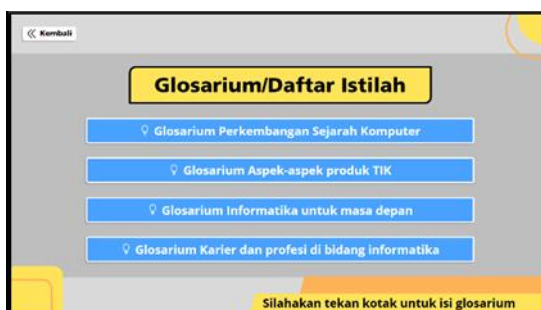 Kembali
Glosarium/Daftar Istilah
Glosarium Perkembangan Sejarah Komputer
Glosarium Aspek-aspek produk TIK
Glosarium Informatika untuk masa depan
Glosarium Karier dan profesi di bidang informatika
Silahakan tekan kotak untuk isi glosarium